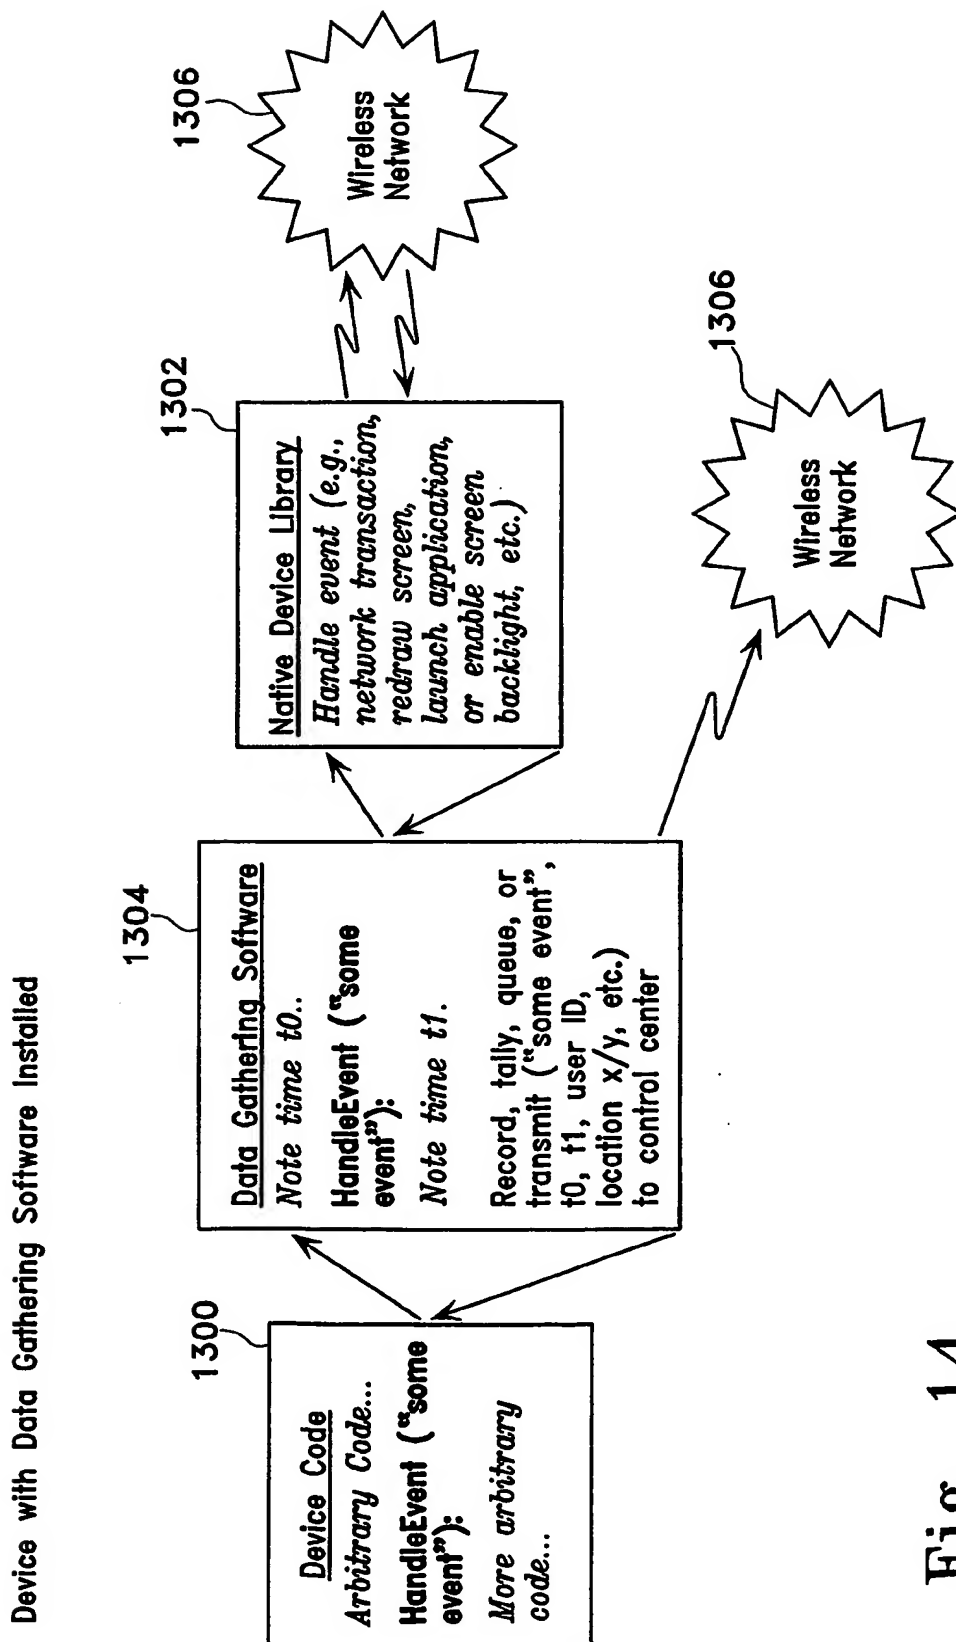 Device with Data Gathering Software Installed
1300
Device Code
Arbitrary Code...
HandleEvent (“some
event”):
More arbitrary
code...
1304
Data Gathering Software
Note time t0..
HandleEvent (“some
event”):
Note time t1.
Record, tally, queue, or
transmit (“some event”,
t0, t1, user ID,
location x/y, etc.)
to control center
1302
Native Device Library
Handle event (e.g.,
network transaction,
redraw screen,
launch application,
or enable screen
backlight, etc.)
1306
Wireless
Network
1306
Wireless
Network
Fig. 14